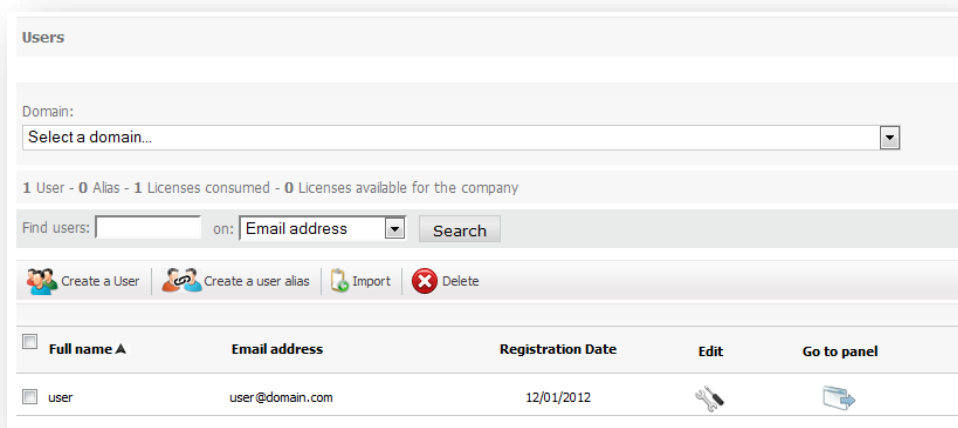 Users
Domain:
Select a domain...
1 User - 0 Alias - 1 Licenses consumed - 0 Licenses available for the company
Find users: on: Email address Search
Create a User Create a user alias Import Delete
Full name Email address Registration Date Edit Go to panel
user user@domain.com 12/01/2012